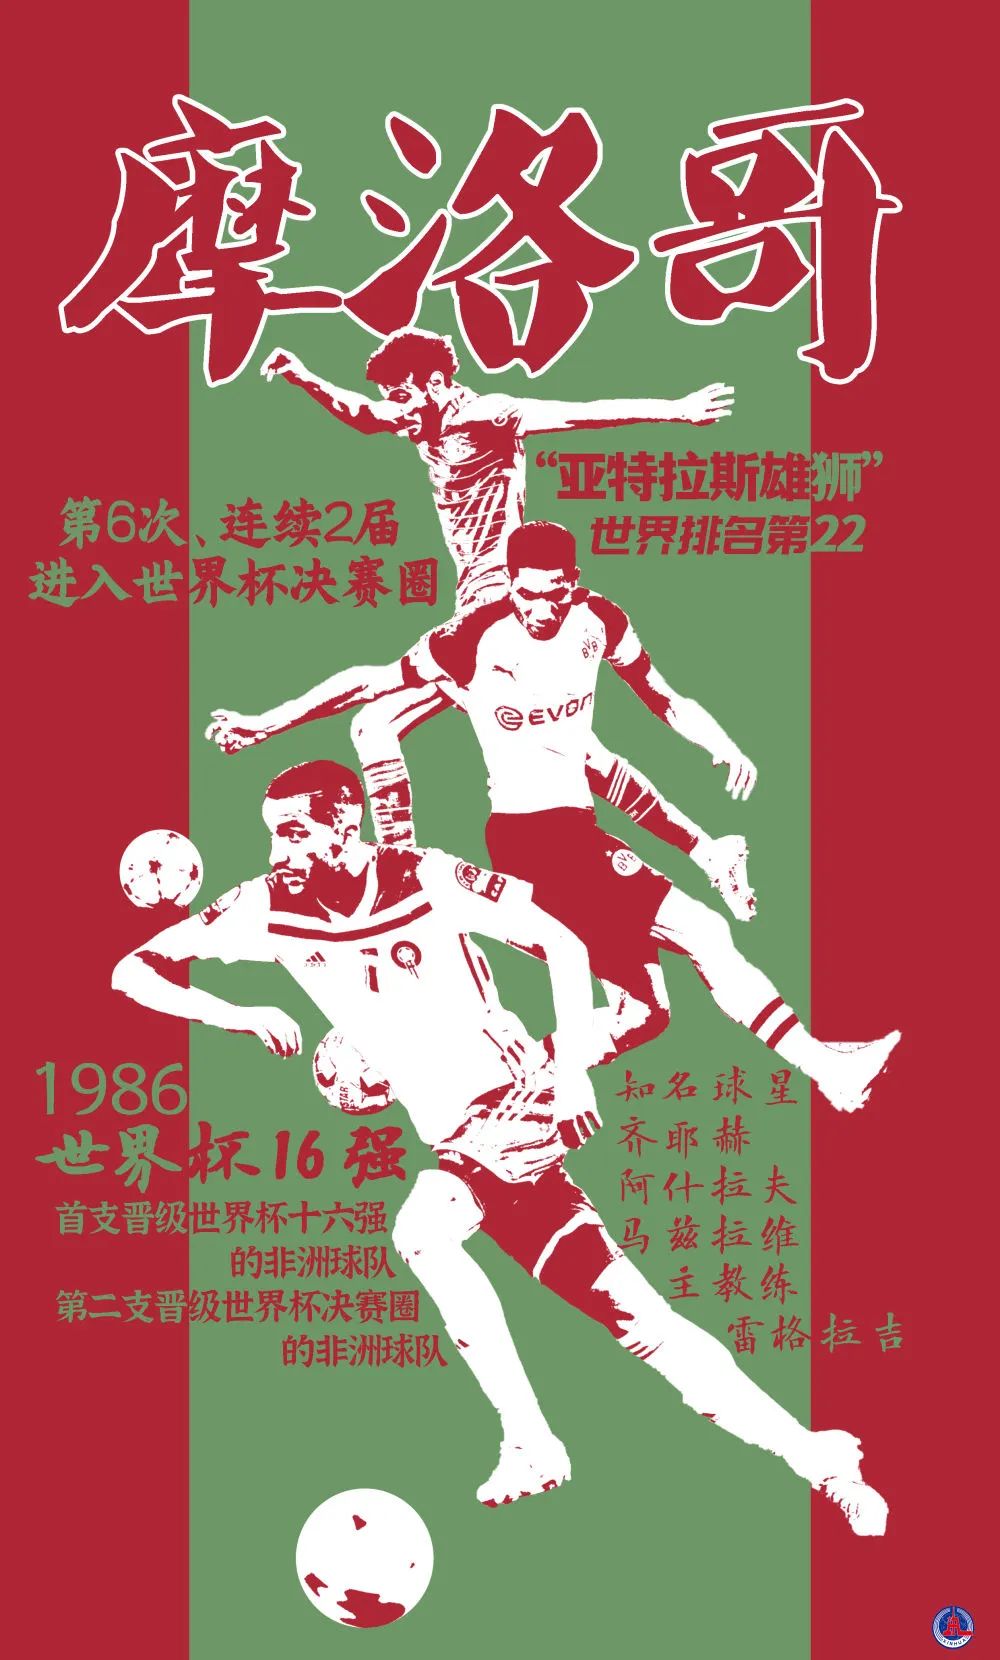 摩洛哥
“亚特拉斯雄狮”
世界排名第22
第6次、连续2届
进入世界杯决赛圈
BVB
evon
BVB
1986
世界杯16强
首支晋级世界杯十六强
的非洲球队
第二支晋级世界杯决赛圈
的非洲球队
知名球星
齐耶赫
阿什拉夫
马兹拉维
主教练
雷格拉吉
XINHUA